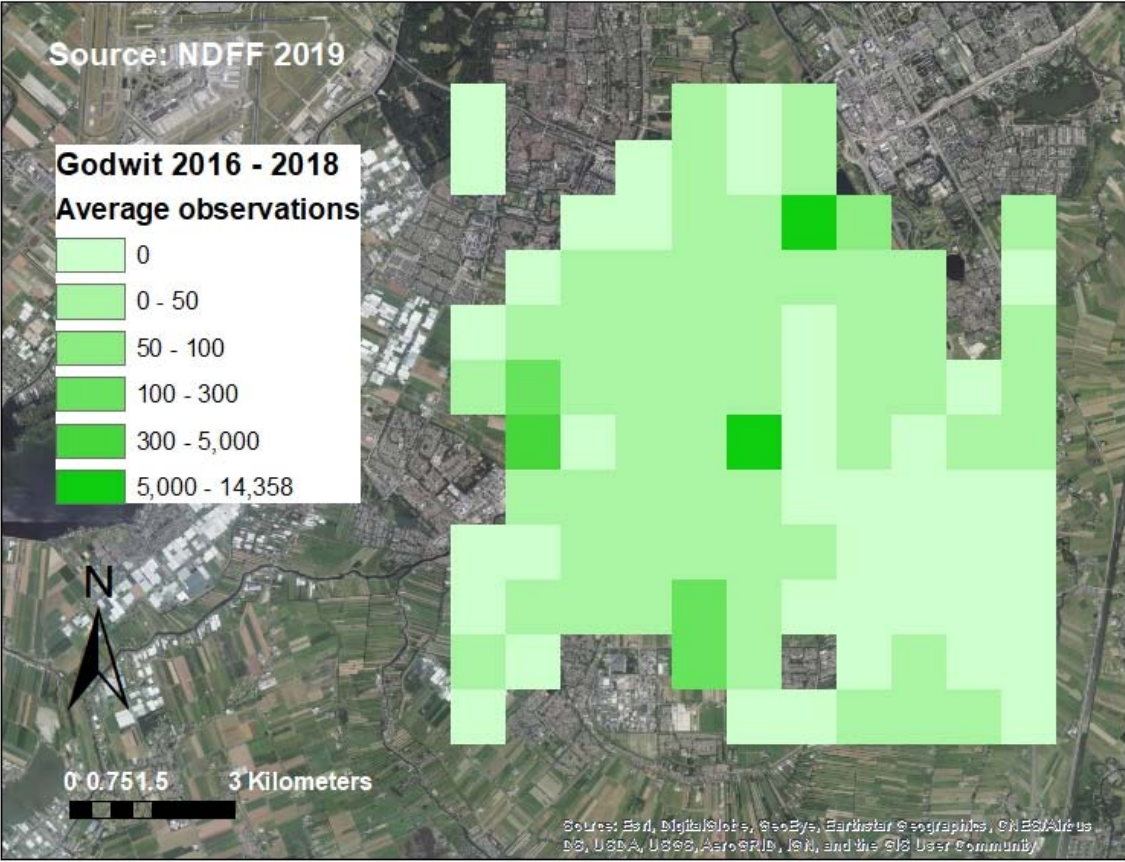 Source: NDFF 2019
Godwit 2016 - 2018
Average observations
0
0 - 50
50 - 100
100 - 300
300 - 5,000
5,000 - 14,358
N
0 0.751.5 3 Kilometers
Source: Esri, DigitalGlobe, GeoEye, Earthstar Geographics, CNES/Airbus
DS, USDA, USGS, AeroGRID, IGN, and the GIS User Community